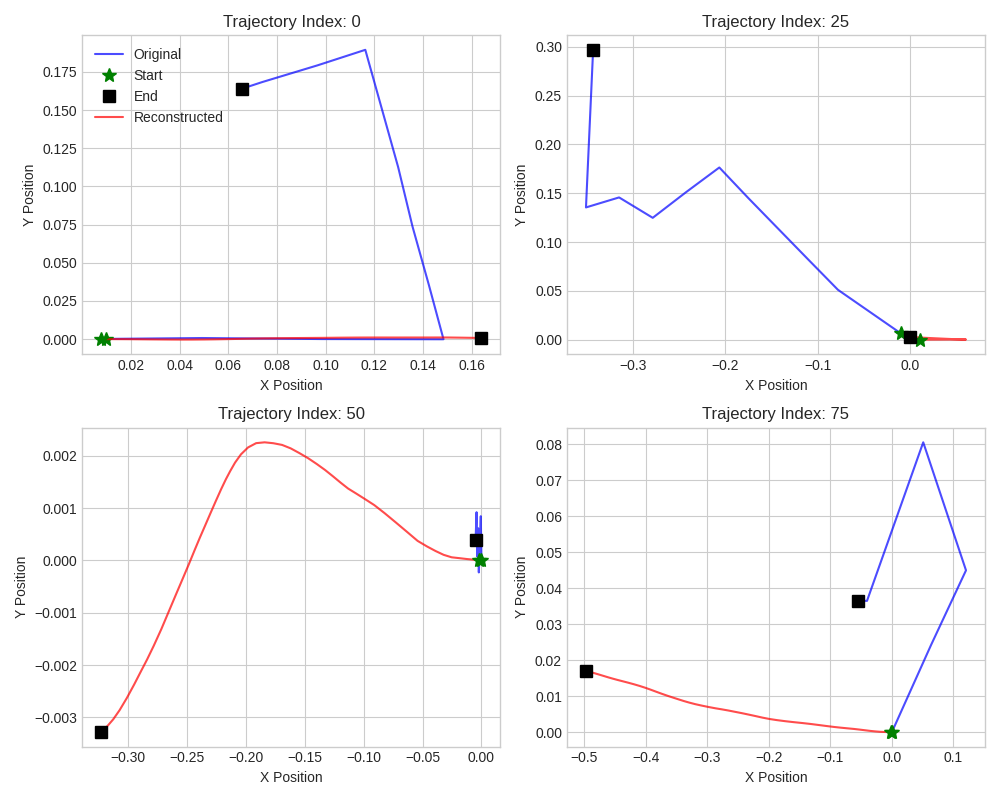 Trajectory Index: 0
Original
Start
End
Reconstructed
0.175
0.150
0.125
0.100
0.075
0.050
0.025
0.000
Y Position
0.02 0.04 0.06 0.08 0.10 0.12 0.14 0.16
X Position
Trajectory Index: 25
0.30
0.25
0.20
0.15
0.10
0.05
0.00
Y Position
−0.3 −0.2 −0.1 0.0
X Position
Trajectory Index: 50
0.002
0.001
0.000
−0.001
−0.002
−0.003
Y Position
−0.30 −0.25 −0.20 −0.15 −0.10 −0.05 0.00
X Position
Trajectory Index: 75
0.08
0.07
0.06
0.05
0.04
0.03
0.02
0.01
0.00
Y Position
−0.5 −0.4 −0.3 −0.2 −0.1 0.0 0.1
X Position